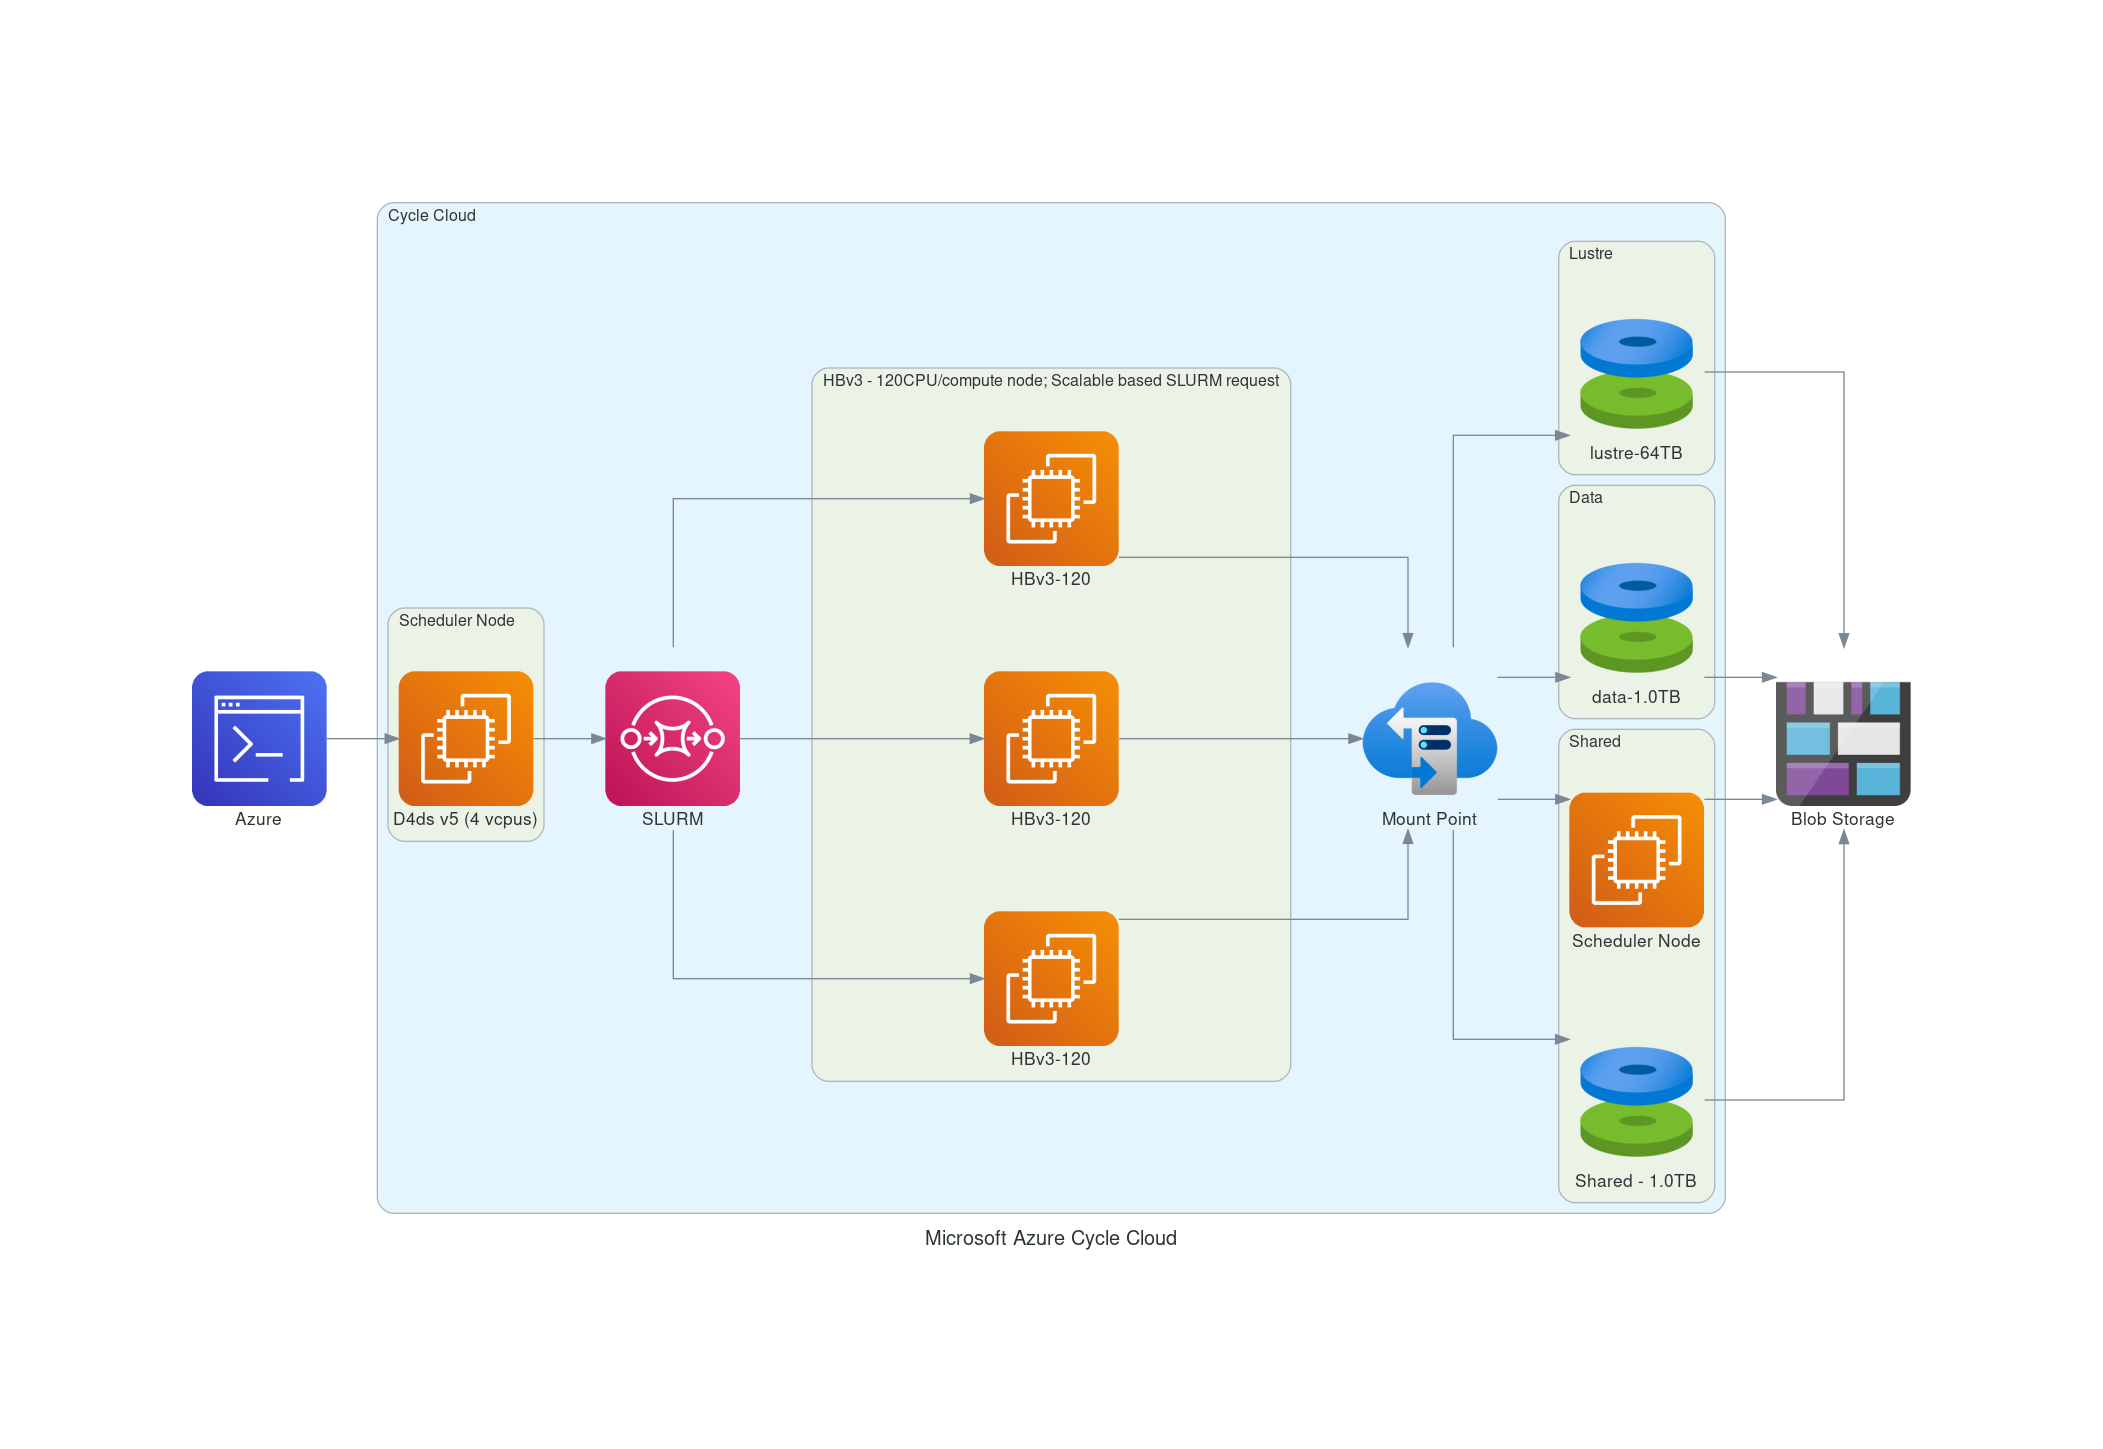 Cycle Cloud
Lustre
lustre-64TB
HBv3 - 120CPU/compute node; Scalable based SLURM request
HBv3-120
Data
data-1.0TB
Scheduler Node
Azure
D4ds v5 (4 vcpus)
SLURM
HBv3-120
Mount Point
Shared
Scheduler Node
Blob Storage
HBv3-120
Shared - 1.0TB
Microsoft Azure Cycle Cloud